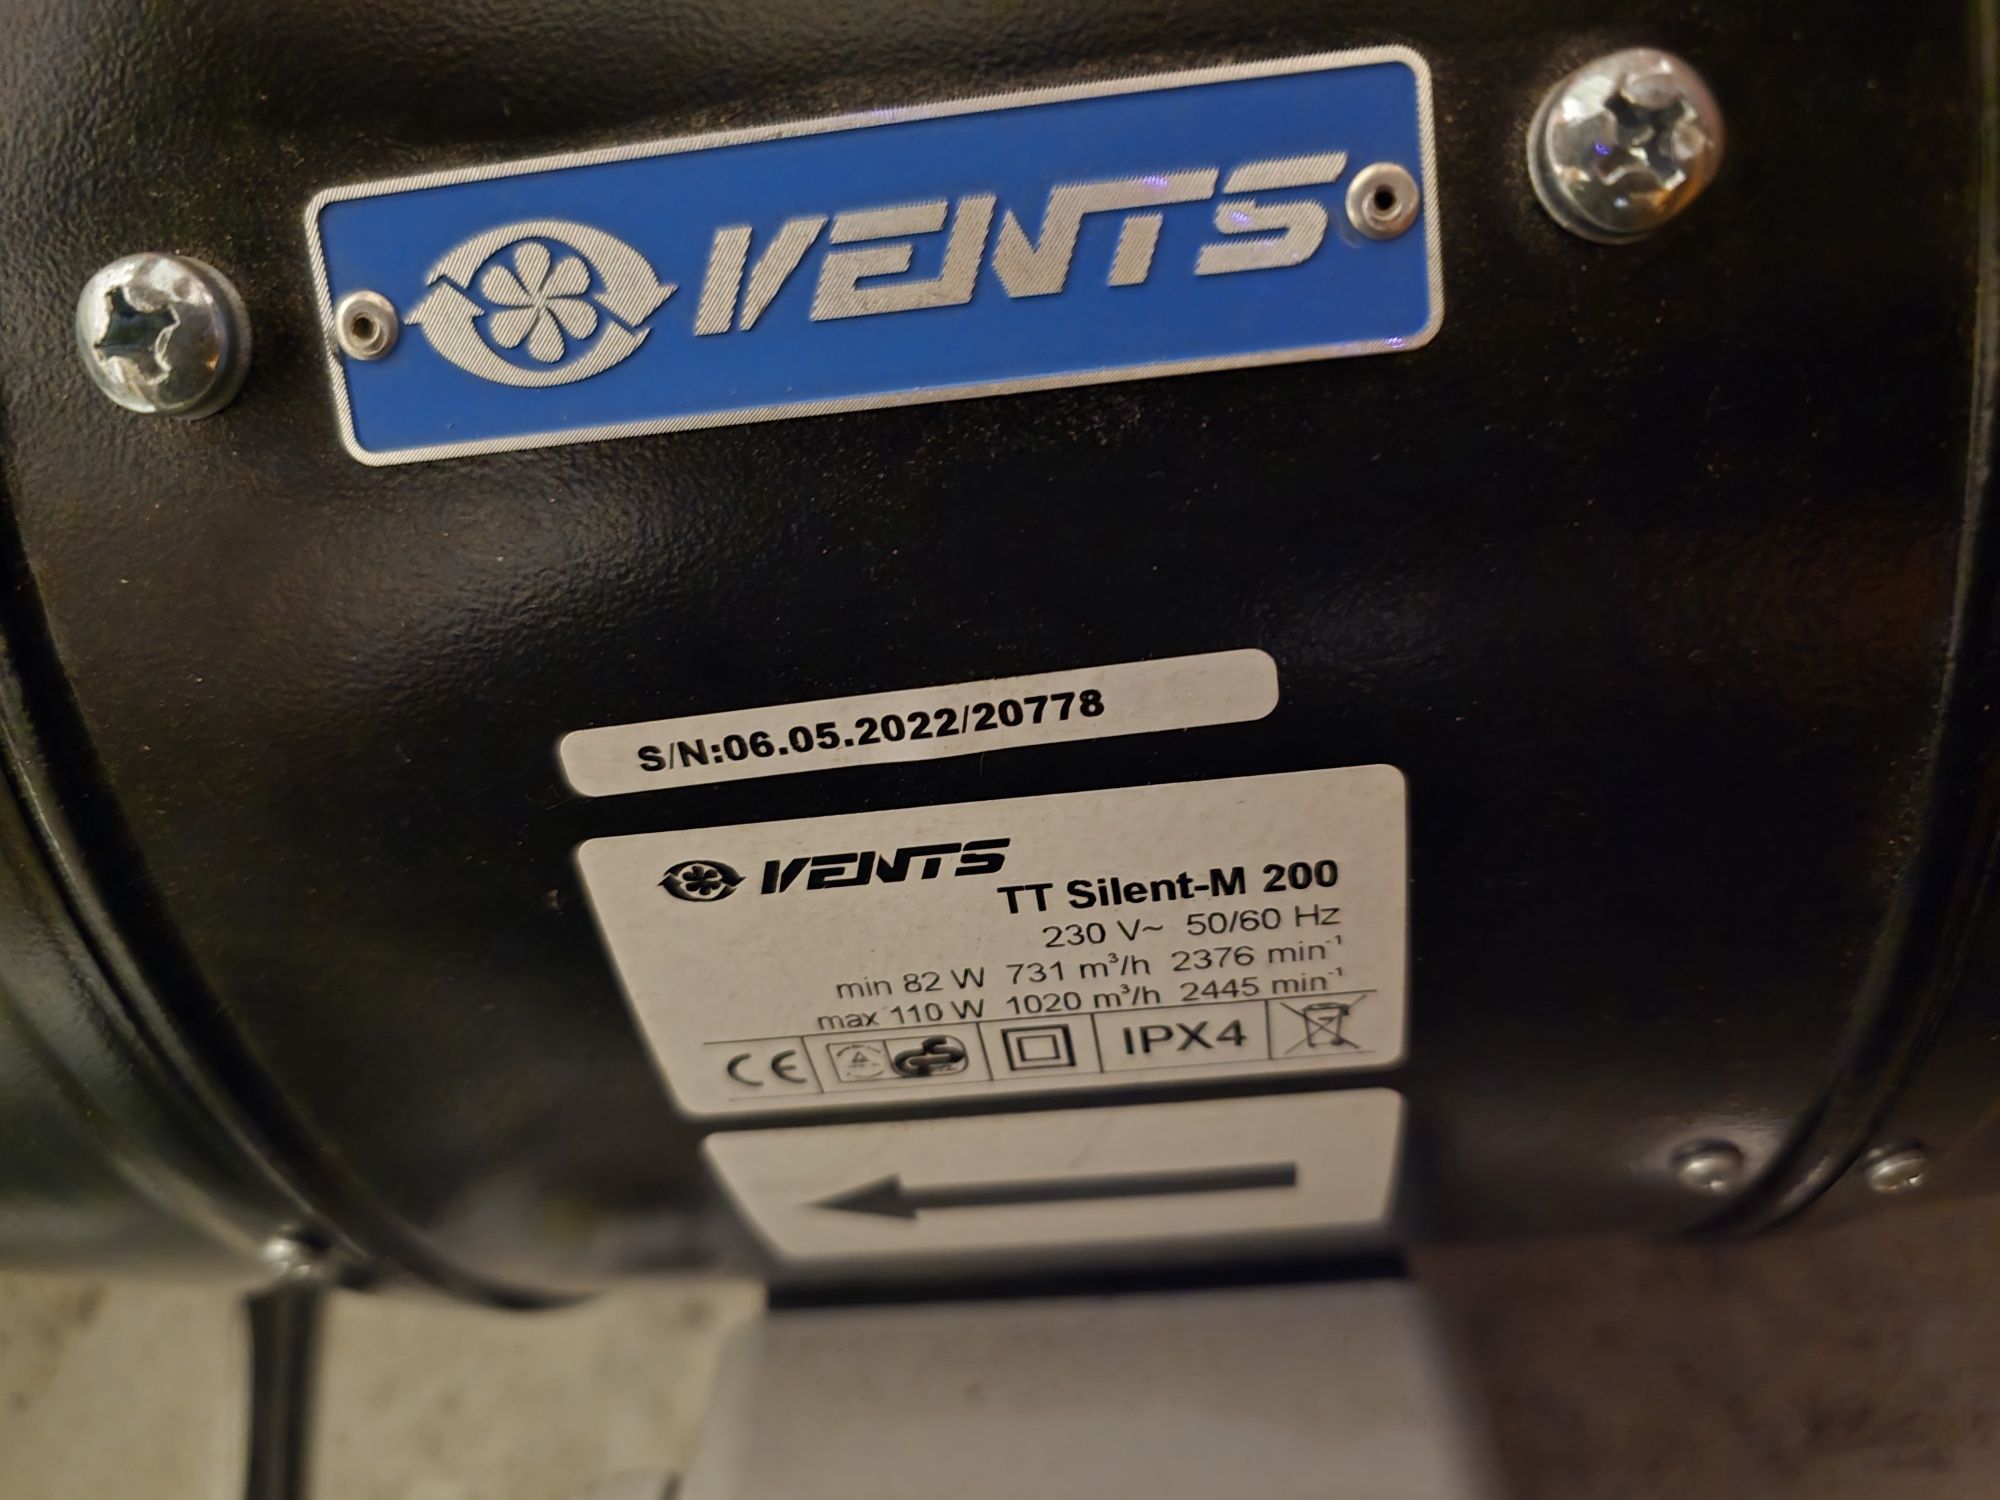 VENTS
S/N:06.05.2022/20778
VENTS
TT Silent-M 200
230 V~ 50/60 Hz
min 82 W 731 m³/h 2376 min⁻¹
max 110 W 1020 m³/h 2445 min⁻¹
CE GS IPX4